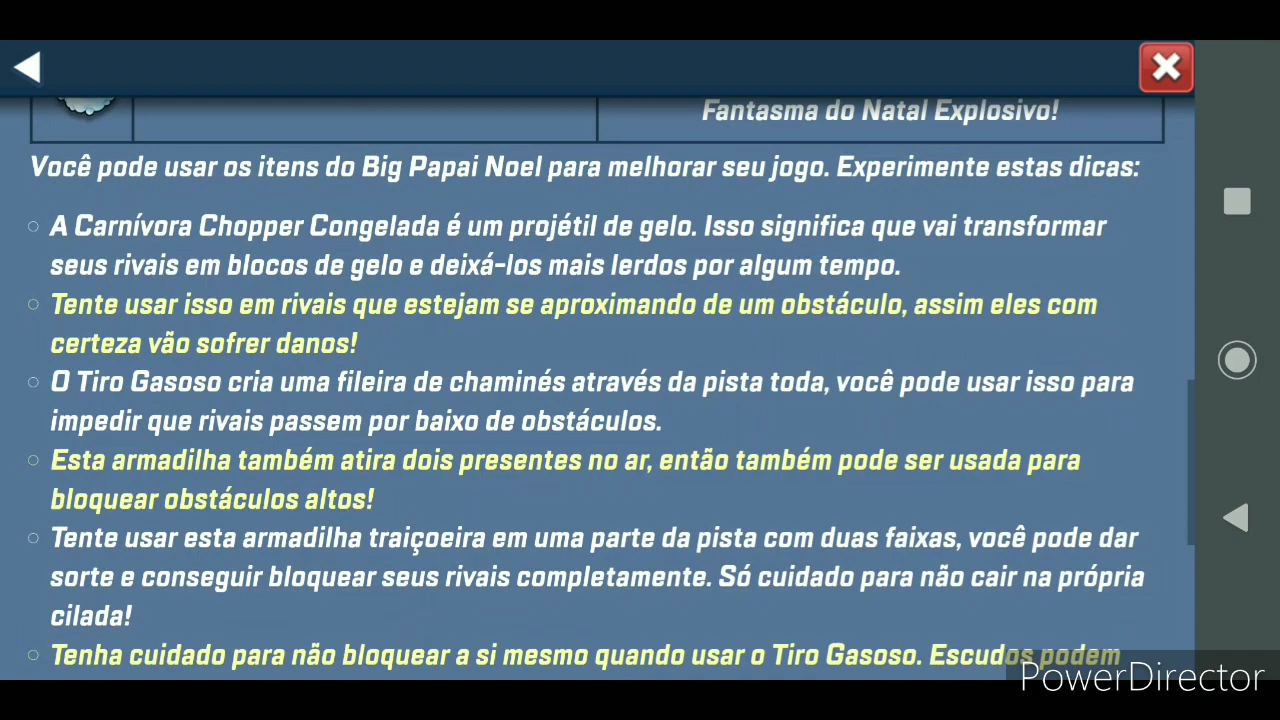 Fantasma do Natal Explosivo!
Você pode usar os itens do Big Papai Noel para melhorar seu jogo. Experimente estas dicas:
A Carnívora Chopper Congelada é um projétil de gelo. Isso significa que vai transformar
seus rivais em blocos de gelo e deixá-los mais lerdos por algum tempo.
Tente usar isso em rivais que estejam se aproximando de um obstáculo, assim eles com
certeza vão sofrer danos!
O Tiro Gasoso cria uma fileira de chaminés através da pista toda, você pode usar isso para
impedir que rivais passem por baixo de obstáculos.
Esta armadilha também atira dois presentes no ar, então também pode ser usada para
bloquear obstáculos altos!
Tente usar esta armadilha traiçoeira em uma parte da pista com duas faixas, você pode dar
sorte e conseguir bloquear seus rivais completamente. Só cuidado para não cair na própria
cilada!
Tenha cuidado para não bloquear a si mesmo quando usar o Tiro Gasoso. Escudos podem
PowerDirector